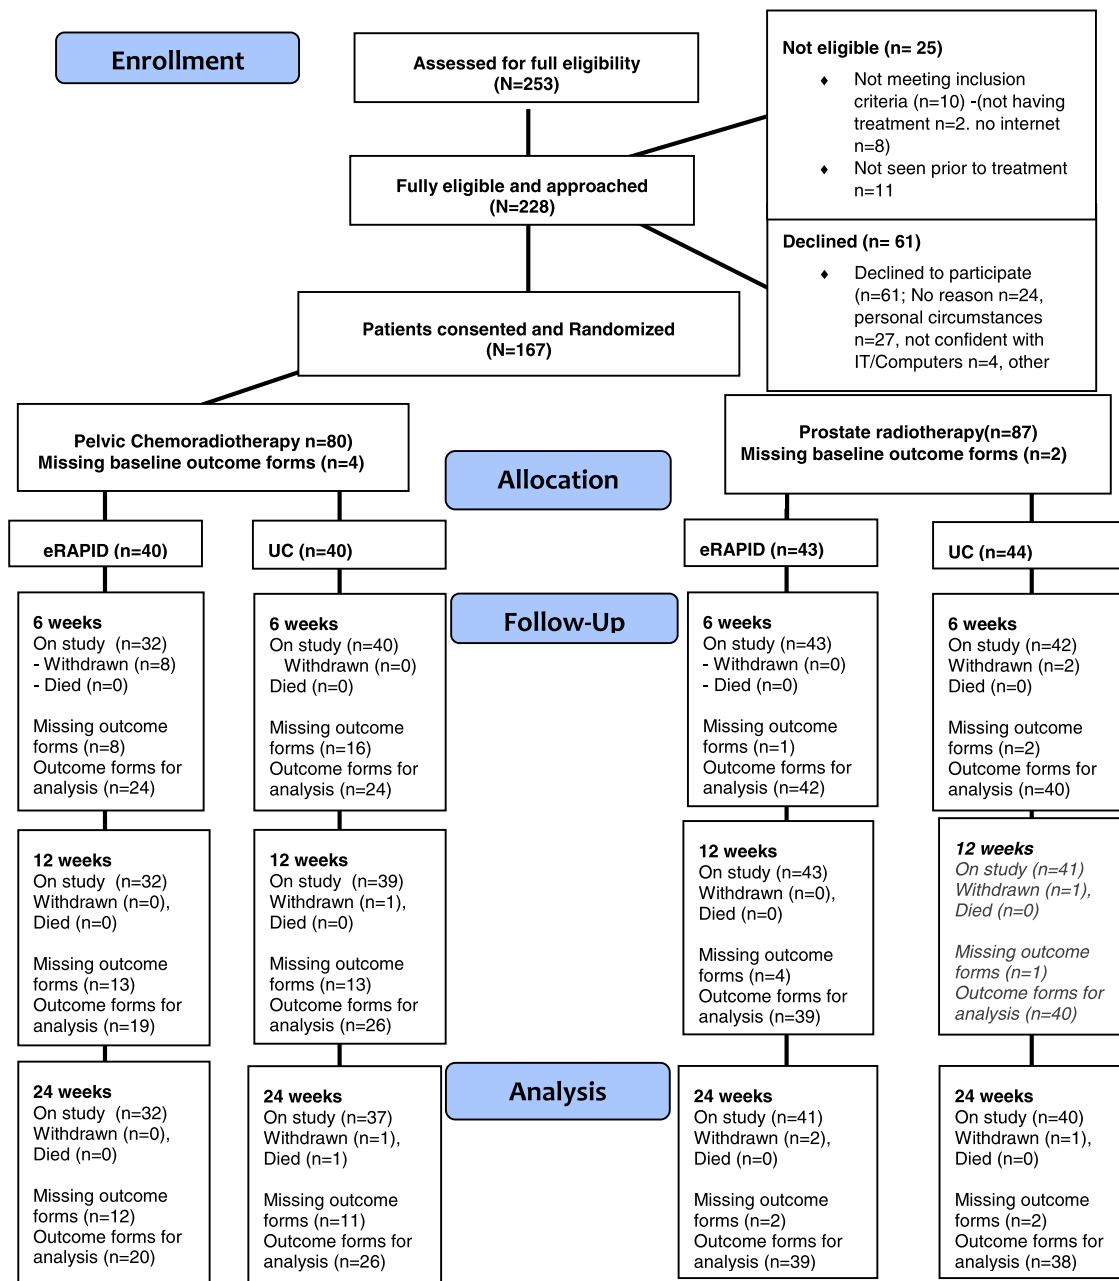 Enrollment
Assessed for full eligibility
(N=253)
Not eligible (n= 25)
♦ Not meeting inclusion
criteria (n=10) -(not having
treatment n=2. no internet
n=8)
♦ Not seen prior to treatment
n=11
Fully eligible and approached
(N=228)
Declined (n= 61)
♦ Declined to participate
(n=61; No reason n=24,
personal circumstances
n=27, not confident with
IT/Computers n=4, other
Patients consented and Randomized
(N=167)
Pelvic Chemoradiotherapy n=80)
Missing baseline outcome forms (n=4)
Prostate radiotherapy(n=87)
Missing baseline outcome forms (n=2)
Allocation
eRAPID (n=40)
UC (n=40)
eRAPID (n=43)
UC (n=44)
Follow-Up
6 weeks
On study (n=32)
- Withdrawn (n=8)
- Died (n=0)
Missing outcome
forms (n=8)
Outcome forms for
analysis (n=24)
6 weeks
On study (n=40)
Withdrawn (n=0)
Died (n=0)
Missing outcome
forms (n=16)
Outcome forms for
analysis (n=24)
6 weeks
On study (n=43)
- Withdrawn (n=0)
- Died (n=0)
Missing outcome
forms (n=1)
Outcome forms for
analysis (n=42)
6 weeks
On study (n=42)
Withdrawn (n=2)
Died (n=0)
Missing outcome
forms (n=2)
Outcome forms for
analysis (n=40)
12 weeks
On study (n=32)
Withdrawn (n=0),
Died (n=0)
Missing outcome
forms (n=13)
Outcome forms for
analysis (n=19)
12 weeks
On study (n=39)
Withdrawn (n=1),
Died (n=0)
Missing outcome
forms (n=13)
Outcome forms for
analysis (n=26)
12 weeks
On study (n=43)
Withdrawn (n=0),
Died (n=0)
Missing outcome
forms (n=4)
Outcome forms for
analysis (n=39)
12 weeks
On study (n=41)
Withdrawn (n=1),
Died (n=0)
Missing outcome
forms (n=1)
Outcome forms for
analysis (n=40)
Analysis
24 weeks
On study (n=32)
Withdrawn (n=0),
Died (n=0)
Missing outcome
forms (n=12)
Outcome forms for
analysis (n=20)
24 weeks
On study (n=37)
Withdrawn (n=1),
Died (n=1)
Missing outcome
forms (n=11)
Outcome forms for
analysis (n=26)
24 weeks
On study (n=41)
Withdrawn (n=2),
Died (n=0)
Missing outcome
forms (n=2)
Outcome forms for
analysis (n=39)
24 weeks
On study (n=40)
Withdrawn (n=1),
Died (n=0)
Missing outcome
forms (n=2)
Outcome forms for
analysis (n=38)